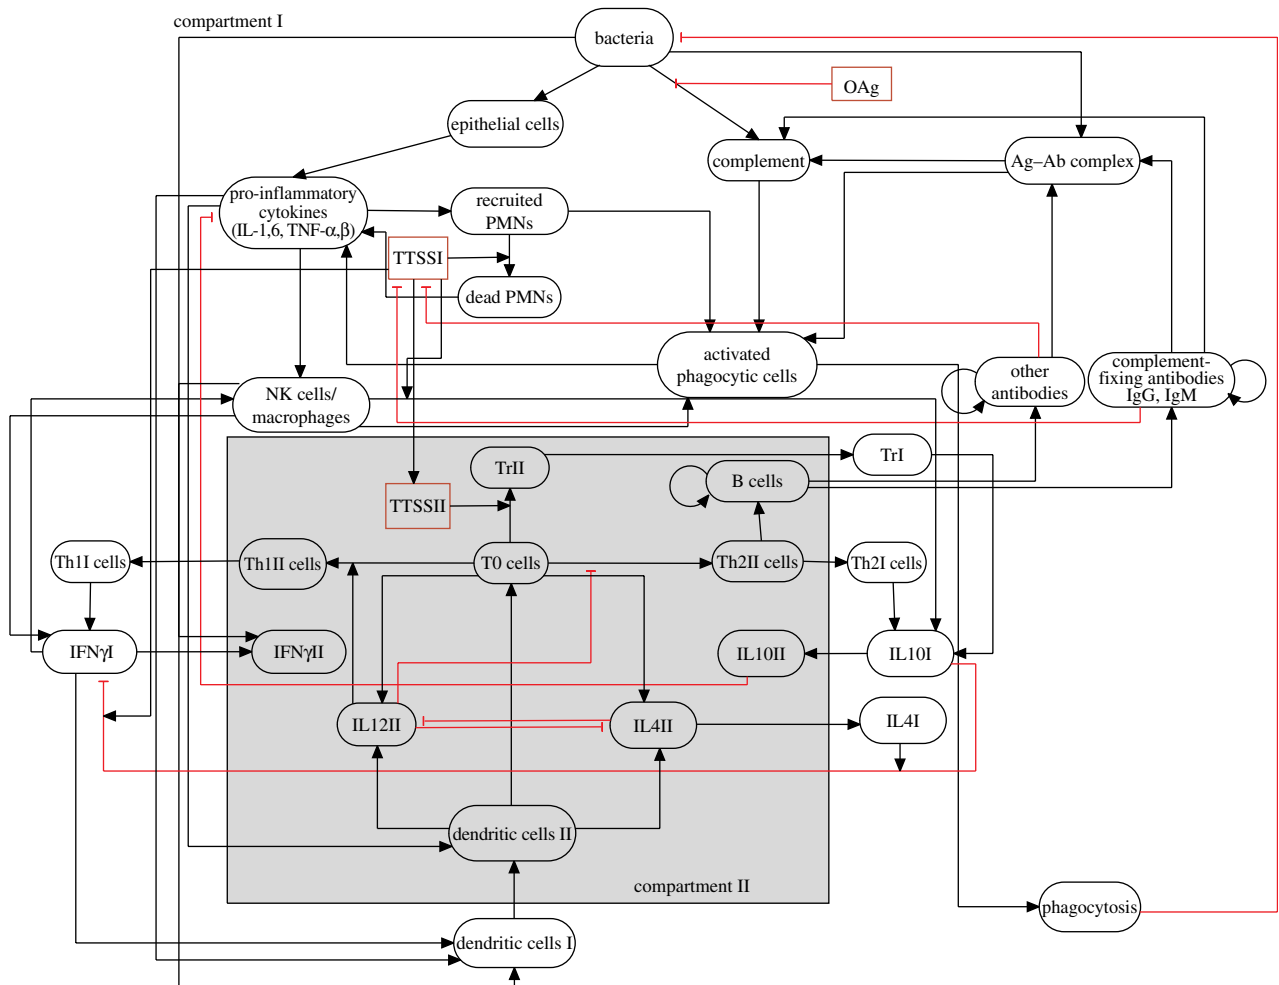 compartment I
bacteria
OAg
epithelial cells
complement
Ag–Ab complex
pro-inflammatory
cytokines
(IL-1,6, TNF-α,β)
recruited
PMNs
TTSSI
dead PMNs
activated
phagocytic cells
other
antibodies
complement-
fixing antibodies
IgG, IgM
NK cells/
macrophages
TrII
TrI
B cells
TTSSII
Th1I cells
Th1II cells
T0 cells
Th2II cells
Th2I cells
IFNγI
IFNγII
IL10II
IL10I
IL12II
IL4II
IL4I
dendritic cells II
compartment II
phagocytosis
dendritic cells I